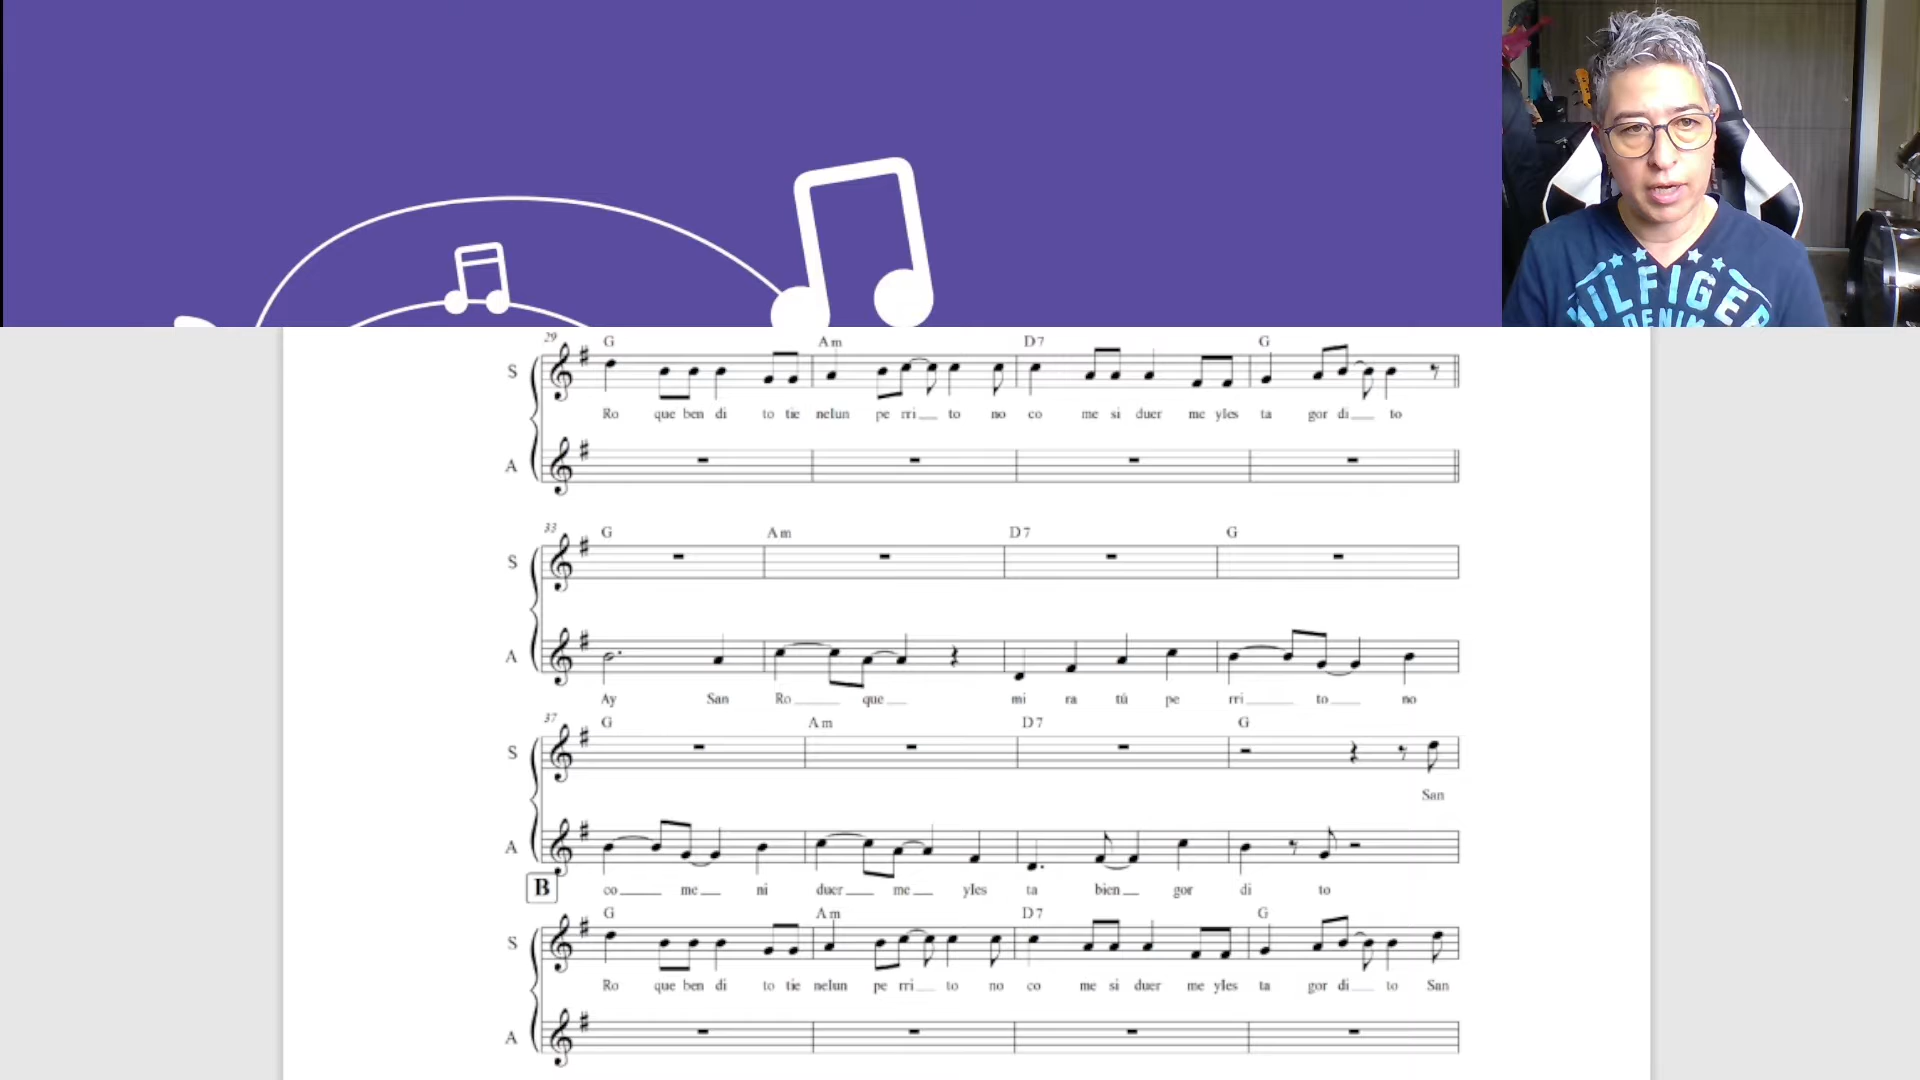 HILFIGER
DENIM
29 G Am D7 G
S
Ro que ben di to tie nelun pe rri to no co me si duer me yles ta gor di to
A
33 G Am D7 G
S
A
Ay San Ro que mi ra tú pe rri to no
37 G Am D7 G
S
San
A
co me ni duer me yles ta bien gor di to
B
G Am D7 G
S
Ro que ben di to tie nelun pe rri to no co me si duer me yles ta gor di to San
A